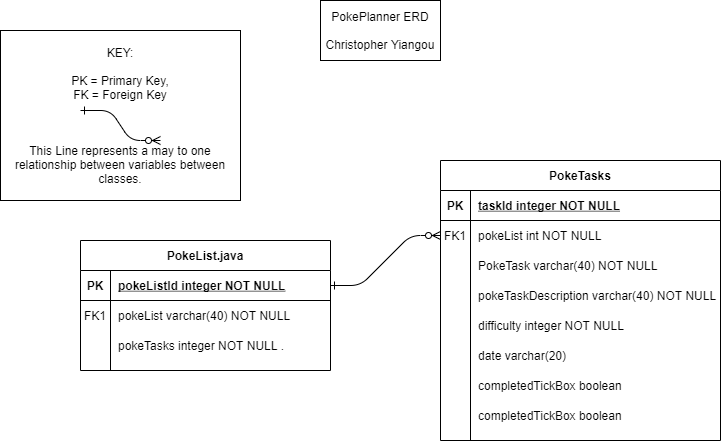 PokePlanner ERD
Christopher Yiangou
KEY:
PK = Primary Key,
FK = Foreign Key
This Line represents a may to one
relationship between variables between
classes.
PokeTasks
PK taskId integer NOT NULL
FK1 pokeList int NOT NULL
PokeTask varchar(40) NOT NULL
pokeTaskDescription varchar(40) NOT NULL
difficulty integer NOT NULL
date varchar(20)
completedTickBox boolean
completedTickBox boolean
PokeList.java
PK pokeListId integer NOT NULL
FK1 pokeList varchar(40) NOT NULL
pokeTasks integer NOT NULL .